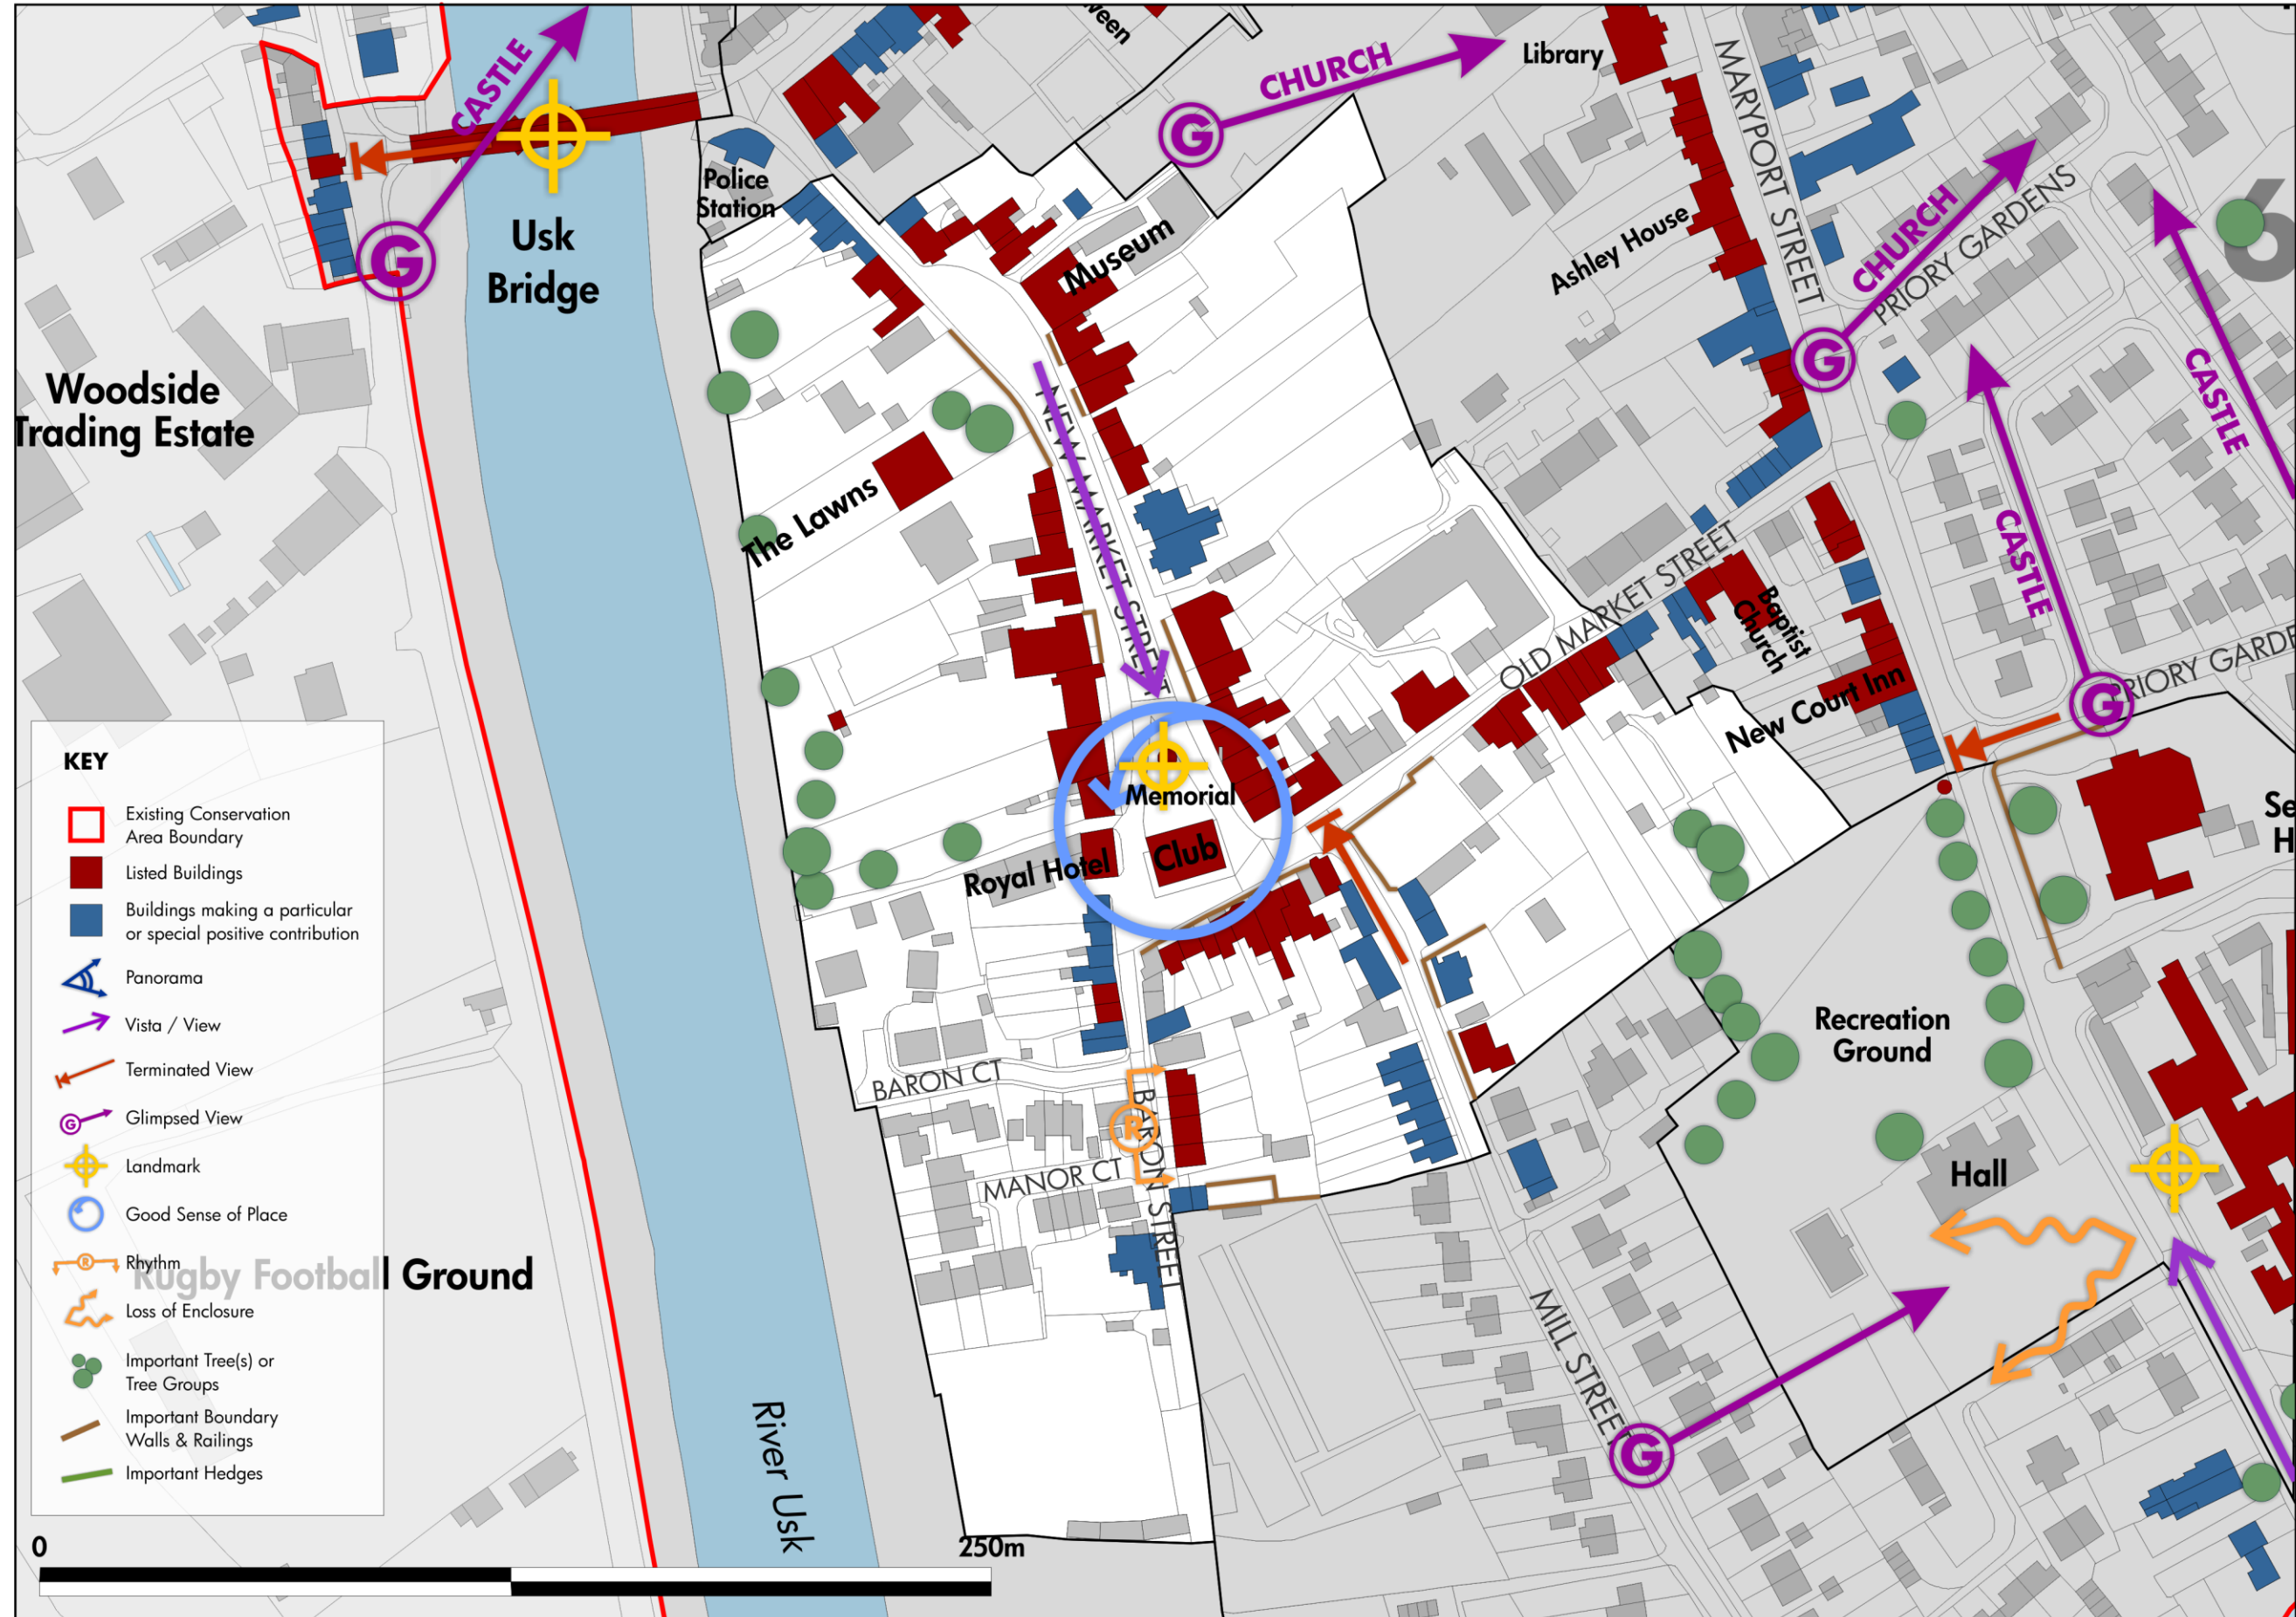 ween
CASTLE
CHURCH
Library
MARYPORT STREET
Police
Station
Usk
Bridge
Museum
Ashley House
CHURCH
PRIORY GARDENS
6
G
G
G
CASTLE
Woodside
Trading Estate
NEW MARKET STREET
The Lawns
OLD MARKET STREET
Baptist
Church
CASTLE
New Court Inn
G
PRIORY GARDE
Memorial
Club
Royal Hotel
Se
H
KEY
Existing Conservation
Area Boundary
Listed Buildings
Buildings making a particular
or special positive contribution
Panorama
Vista / View
Terminated View
G
Glimpsed View
Landmark
Good Sense of Place
R
Rhythm
Loss of Enclosure
Important Tree(s) or
Tree Groups
Important Boundary
Walls & Railings
Important Hedges
Rugby Football Ground
Recreation
Ground
BARON CT
R
BARON STREET
MANOR CT
Hall
MILL STREET
G
River Usk
0
250m